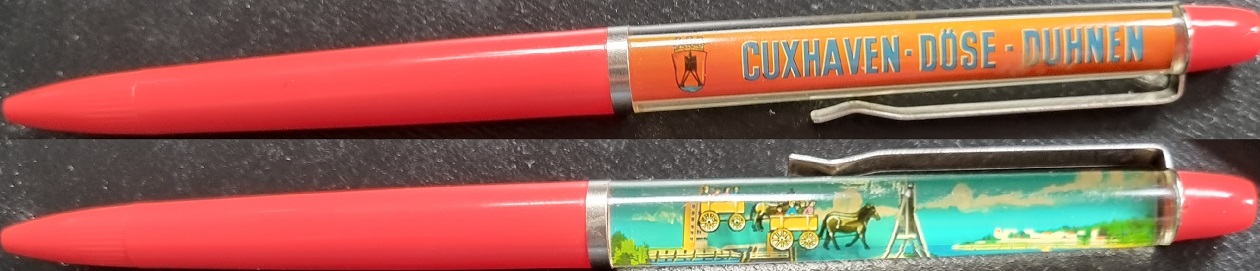 CUXHAVEN · DÖSE · DUHNEN